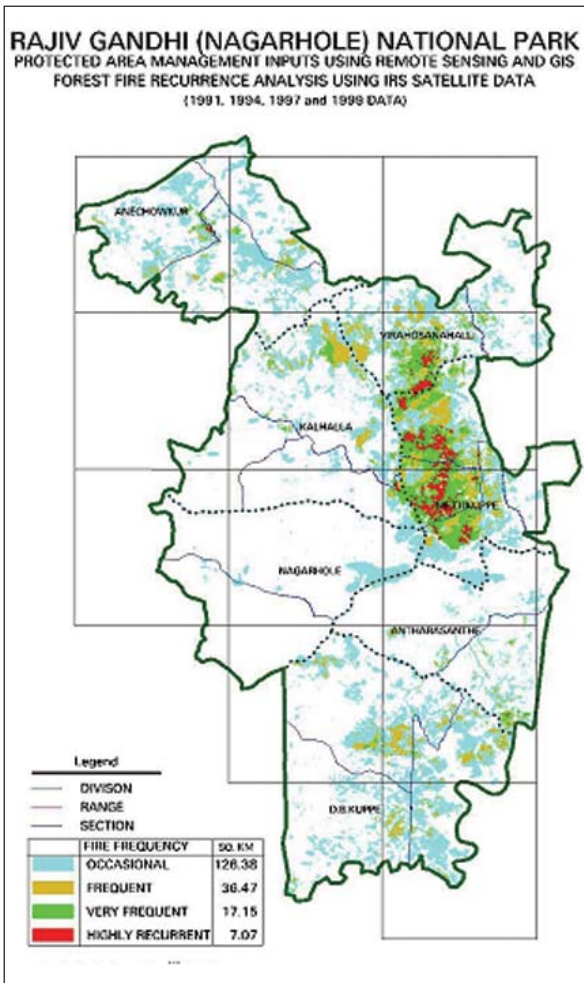 RAJIV GANDHI (NAGARHOLE) NATIONAL PARK
PROTECTED AREA MANAGEMENT INPUTS USING REMOTE SENSING AND GIS
FOREST FIRE RECURRENCE ANALYSIS USING IRS SATELLITE DATA
(1991, 1994, 1997 and 1999 DATA)
ANECHOWKUR
VIRAHOSANAHALLI
KALHALLA
METIKUPPE
NAGARHOLE
ANTHARASANTHE
D.B.KUPPE
Legend
DIVISON
RANGE
SECTION
FIRE FREQUENCY SQ. KM
OCCASIONAL 126.38
FREQUENT 36.47
VERY FREQUENT 17.15
HIGHLY RECURRENT 7.07